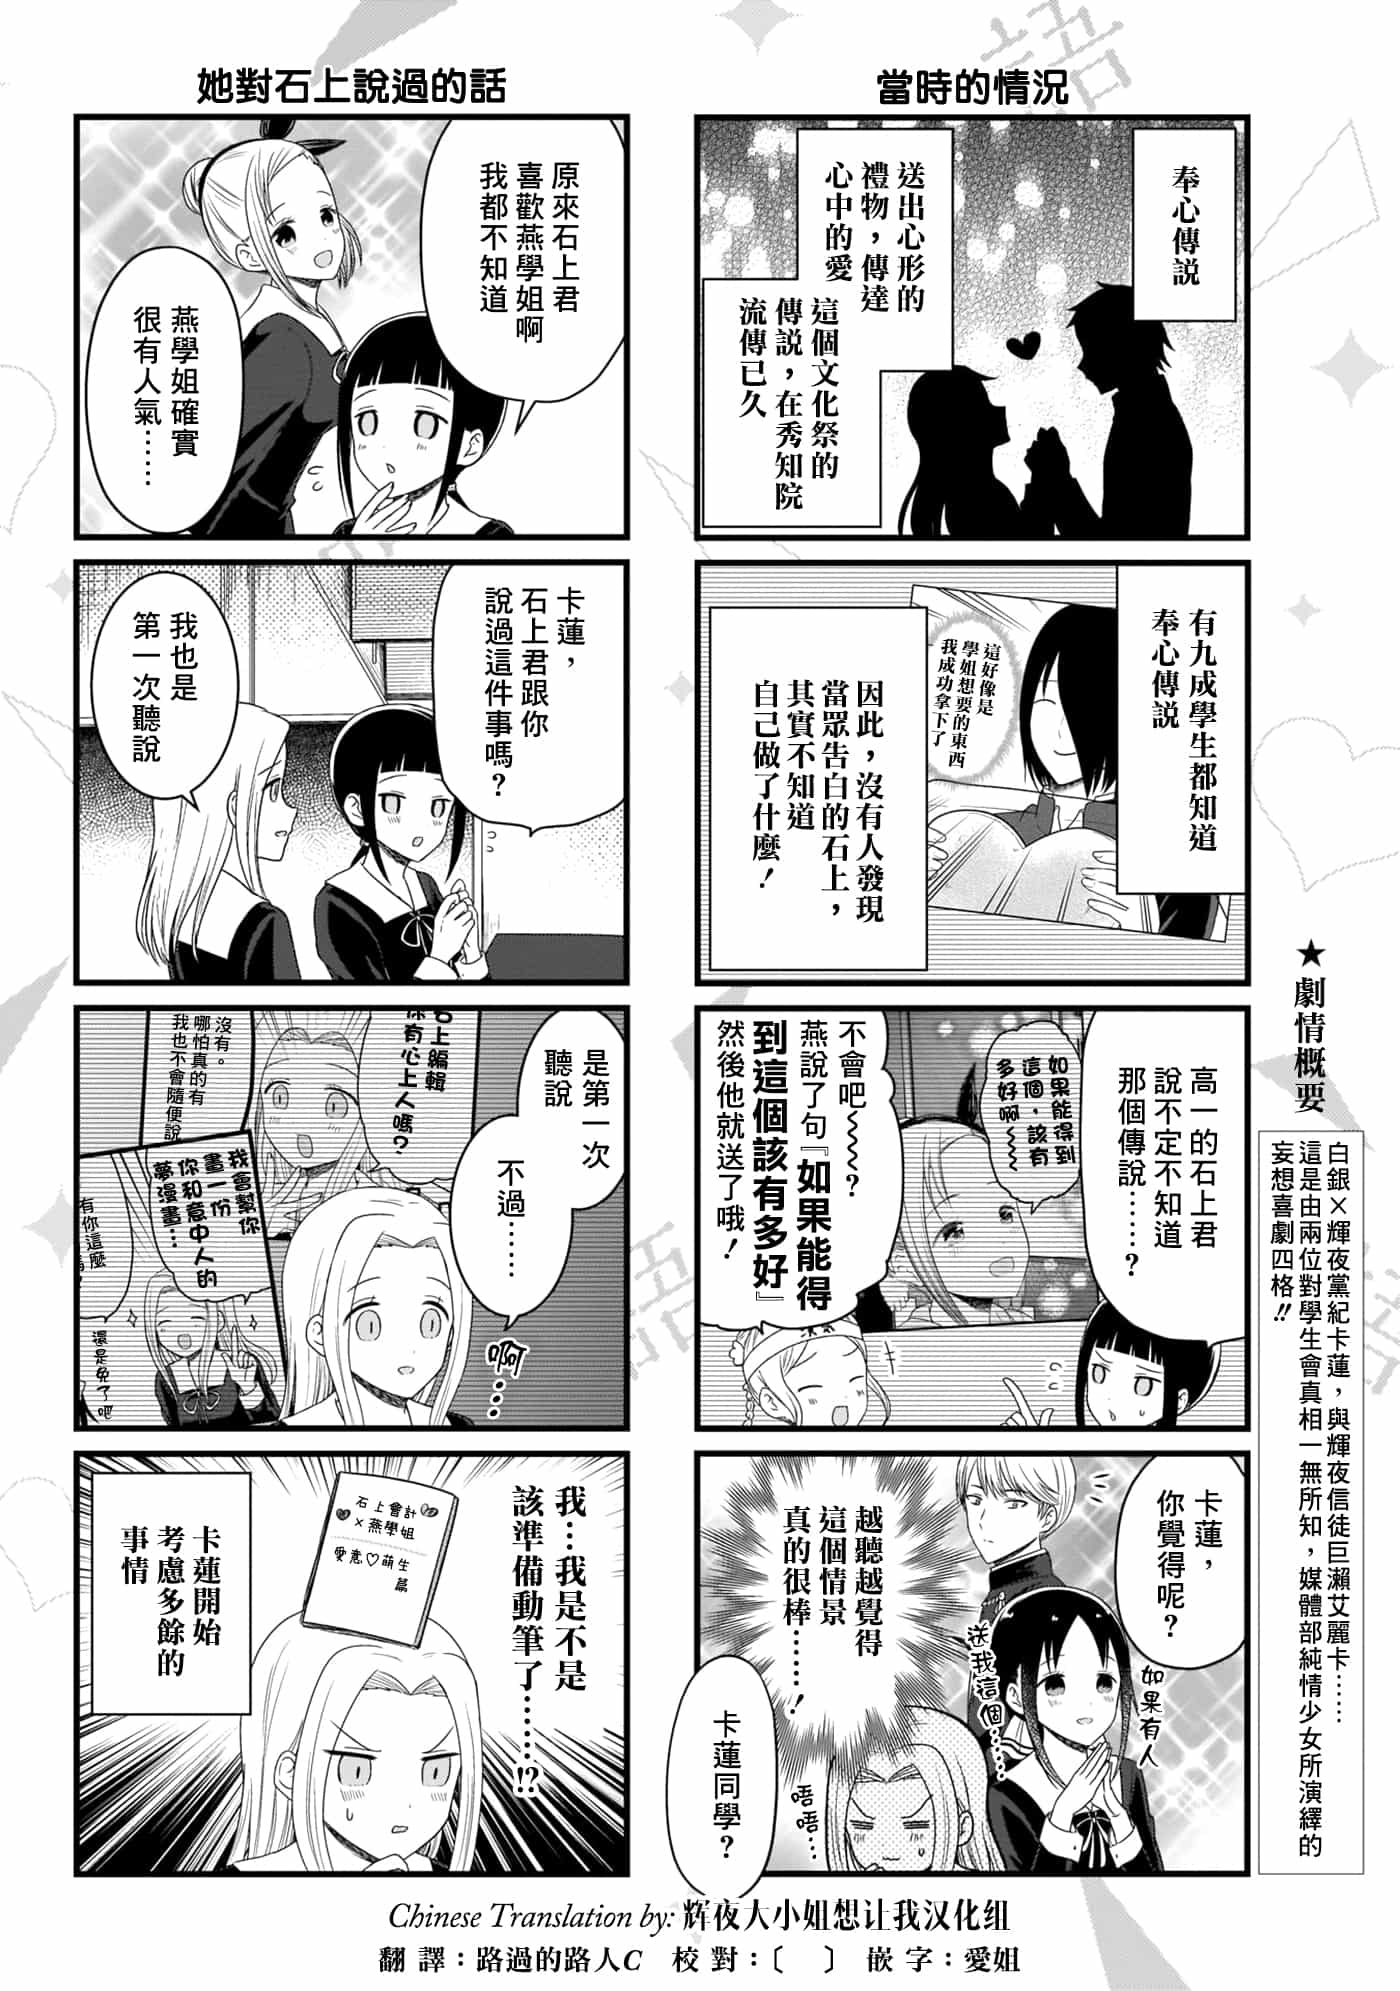 當時的情況
奉心傳説
送出心形的
禮物，傳達
心中的愛
這個文化祭的
傳説，在秀知院
流傳已久
有九成學生都知道
奉心傳説
這好像是
學姐想要的東西
我成功拿下了
因此，沒有人發現
當眾告白的石上，
其實不知道
自己做了什麼！
高一的石上君
説不定不知道
那個傳説……？
如果能得到
這個，該有
多好啊~~~
不會吧~~~~？
燕説了句『如果能得
到這個該有多好』
然後他就送了哦！
卡蓮，
你覺得呢？
如果有人
送我這個……
越聽越覺得
這個情景
真的很棒……！
唔唔…
卡蓮同學？
她對石上說過的話
原來石上君
喜歡燕學姐啊
我都不知道
燕學姐確實
很有人氣……
卡蓮，
石上君跟你
說過這件事嗎？
我也是
第一次聽說
是第一次
聽說
不過……
啊…
石上編輯
你有心上人嗎？
沒有。
哪怕真的有
我也不會隨便說
我會幫你
畫一份
你和意中人的
夢漫畫…
有你這麼
還是免了吧
我…我是不是
該準備動筆了……!?
石上會計
×燕學姐
愛意♡萌生
篇
卡蓮開始
考慮多餘的
事情
★劇情概要
白銀×輝夜黨紀卡蓮，與輝夜信徒巨瀨艾麗卡……
這是由兩位對學生會真相一無所知，媒體部純情少女所演繹的
妄想喜劇四格!!
Chinese Translation by: 辉夜大小姐想让我汉化组
翻譯：路過的路人C 校對：〔 〕 嵌字：愛姐